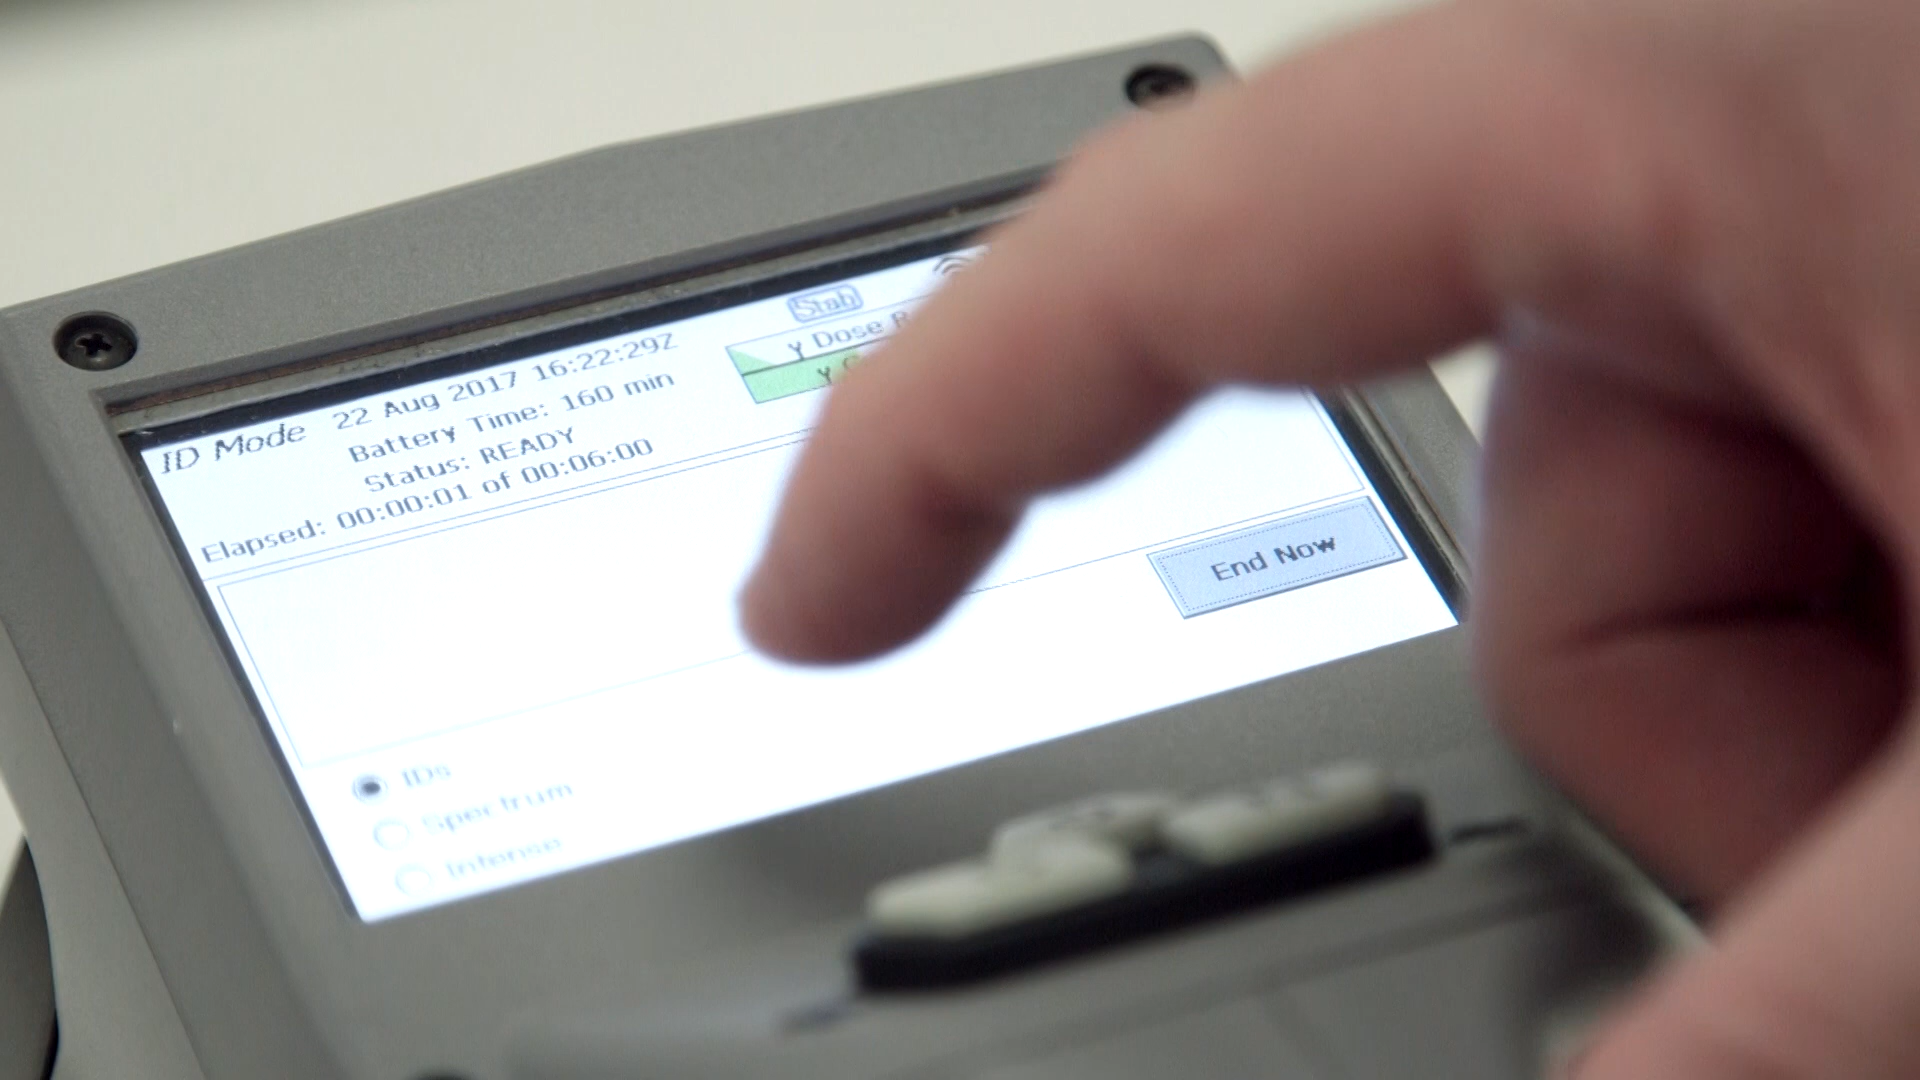 Stab
ID Mode 22 Aug 2017 16:22:29Z
γ Dose
Battery Time: 160 min
γ
Status: READY
Elapsed: 00:00:01 of 00:06:00
End Now
IDs
Spectrum
Intense